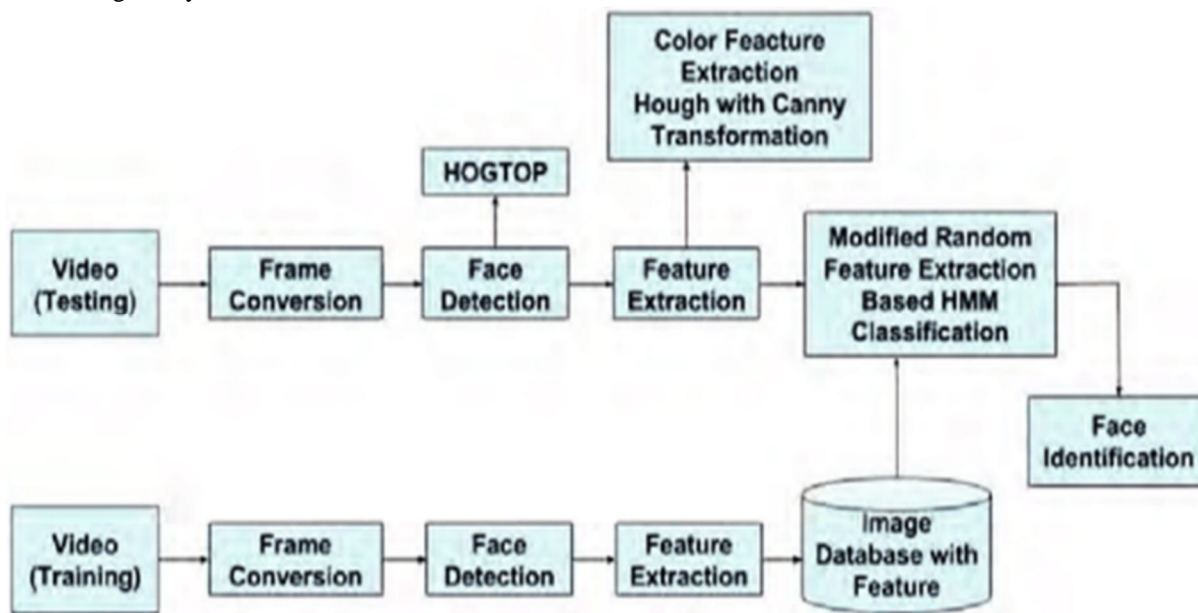 Color Feacture
Extraction
Hough with Canny
Transformation
HOGTOP
Video
(Testing)
Frame
Conversion
Face
Detection
Feature
Extraction
Modified Random
Feature Extraction
Based HMM
Classification
Face
Identification
Video
(Training)
Frame
Conversion
Face
Detection
Feature
Extraction
Image
Database with
Feature